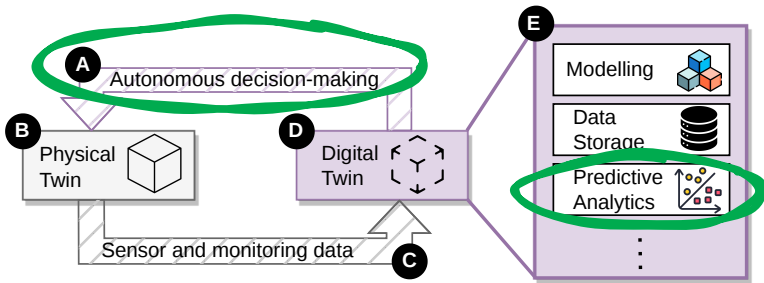 A
Autonomous decision-making
B
Physical
Twin
D
Digital
Twin
Sensor and monitoring data
C
E
Modelling
Data
Storage
Predictive
Analytics